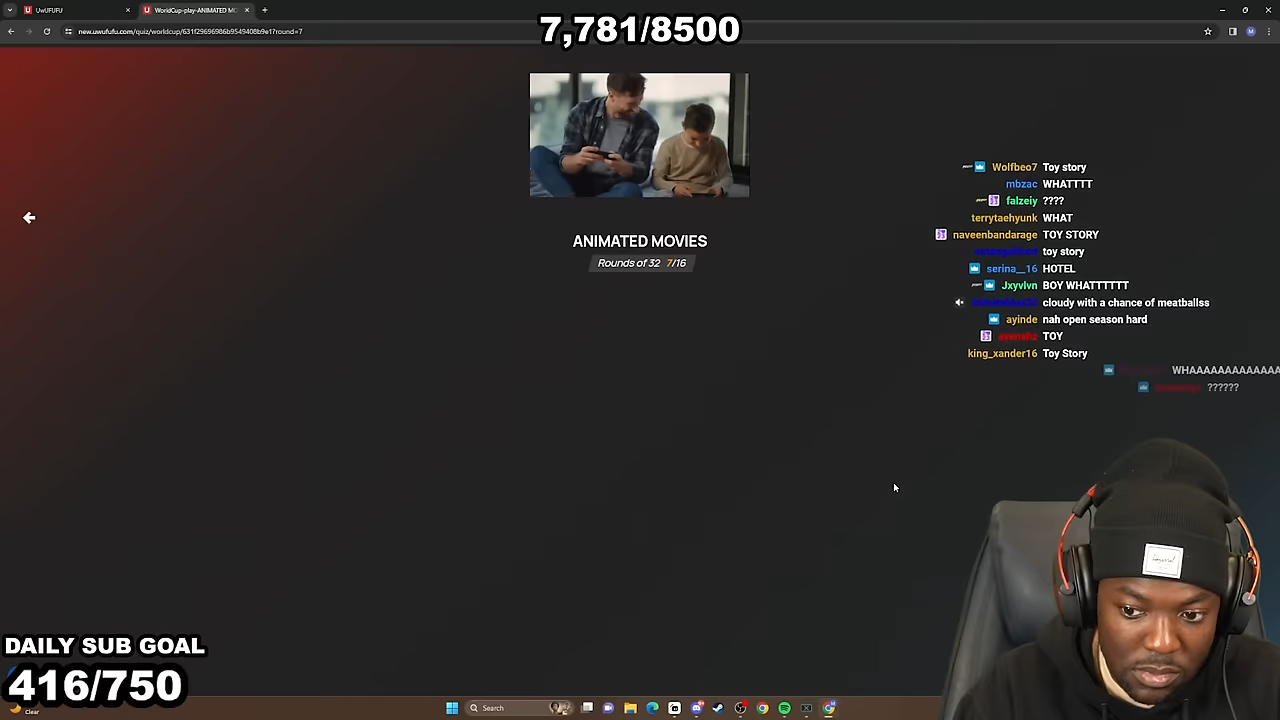 UwUFUFU
WorldCup-play-ANIMATED MO
new.uwufufu.com/quiz/worldcup/631f29696986b9549408b9e1?round=7
7,781/8500
ANIMATED MOVIES
Rounds of 32 7/16
Wolfbeo7 Toy story
mbzac WHATTTT
falzeiy ????
terrytaehyunk WHAT
naveenbandarage TOY STORY
toy story
serina__16 HOTEL
Jxyvlvn BOY WHATTTTTT
cloudy with a chance of meatballss
ayinde nah open season hard
TOY
king_xander16 Toy Story
WHAAAAAAAAAAAAA
??????
DAILY SUB GOAL
416/750
Clear
Search